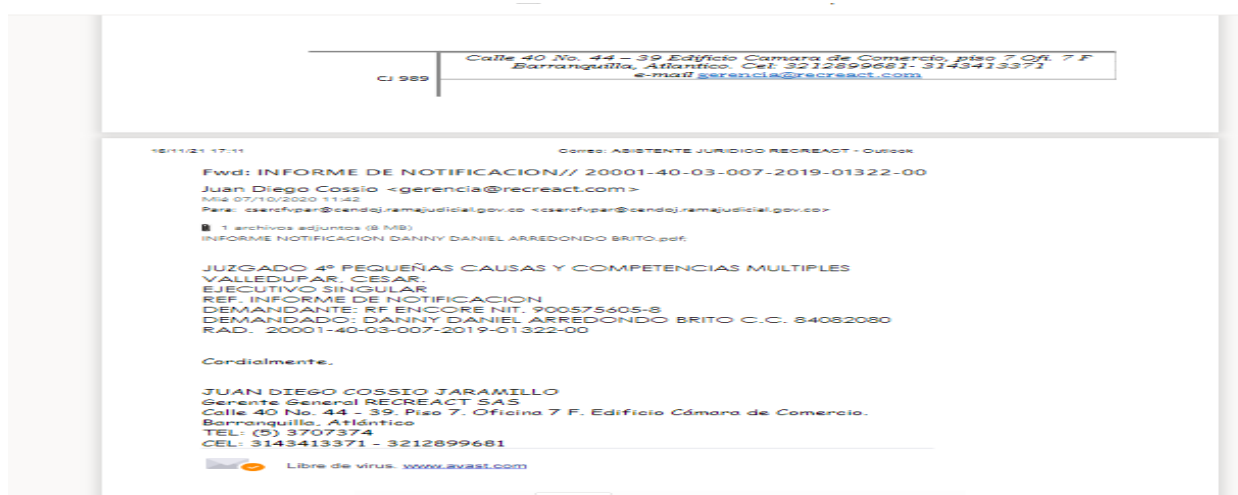 Calle 40 No. 44 – 39 Edificio Camara de Comercio, piso 7 Ofi. 7 F
Barranquilla, Atlantico. Cel: 3212899681- 3143413371
e-mail gerencia@recreact.com
CJ 989
16/11/21 17:11 Correo: ASISTENTE JURIDICO RECREACT - Outlook
Fwd: INFORME DE NOTIFICACION// 20001-40-03-007-2019-01322-00
Juan Diego Cossio <gerencia@recreact.com>
Mié 07/10/2020 11:42
Para: csercfvpar@cendoj.ramajudicial.gov.co <csercfvpar@cendoj.ramajudicial.gov.co>
1 archivos adjuntos (8 MB)
INFORME NOTIFICACION DANNY DANIEL ARREDONDO BRITO.pdf;
JUZGADO 4º PEQUEÑAS CAUSAS Y COMPETENCIAS MULTIPLES
VALLEDUPAR, CESAR.
EJECUTIVO SINGULAR
REF. INFORME DE NOTIFICACION
DEMANDANTE: RF ENCORE NIT. 900575605-8
DEMANDADO: DANNY DANIEL ARREDONDO BRITO C.C. 84082080
RAD. 20001-40-03-007-2019-01322-00
Cordialmente,
JUAN DIEGO COSSIO JARAMILLO
Gerente General RECREACT SAS
Calle 40 No. 44 - 39. Piso 7. Oficina 7 F. Edificio Cámara de Comercio.
Barranquilla, Atlántico
TEL: (5) 3707374
CEL: 3143413371 - 3212899681
Libre de virus. www.avast.com